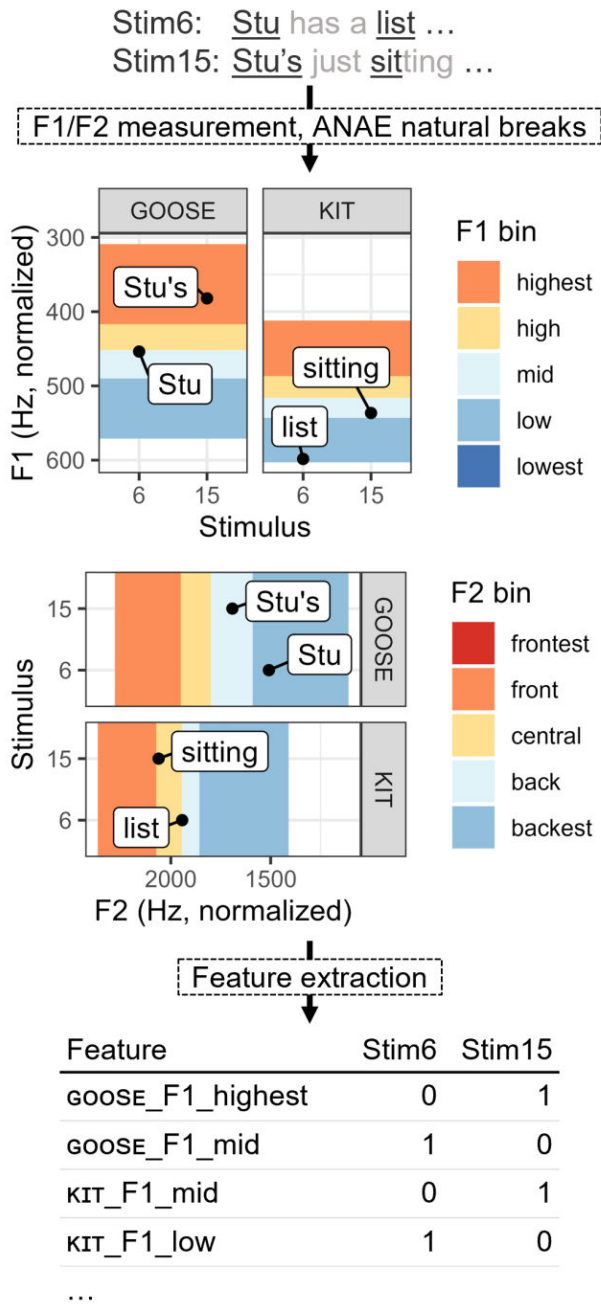 Stim6: Stu has a list ...
Stim15: Stu's just sitting ...
F1/F2 measurement, ANAE natural breaks
GOOSE KIT
F1 (Hz, normalized)
300
400
500
600
Stu's
Stu
sitting
list
6 15 6 15
Stimulus
F1 bin
highest
high
mid
low
lowest
Stimulus
15
6
15
6
Stu's
Stu
GOOSE
sitting
list
KIT
2000 1500
F2 (Hz, normalized)
F2 bin
frontest
front
central
back
backest
Feature extraction
Feature Stim6 Stim15
GOOSE_F1_highest 0 1
GOOSE_F1_mid 1 0
KIT_F1_mid 0 1
KIT_F1_low 1 0
...